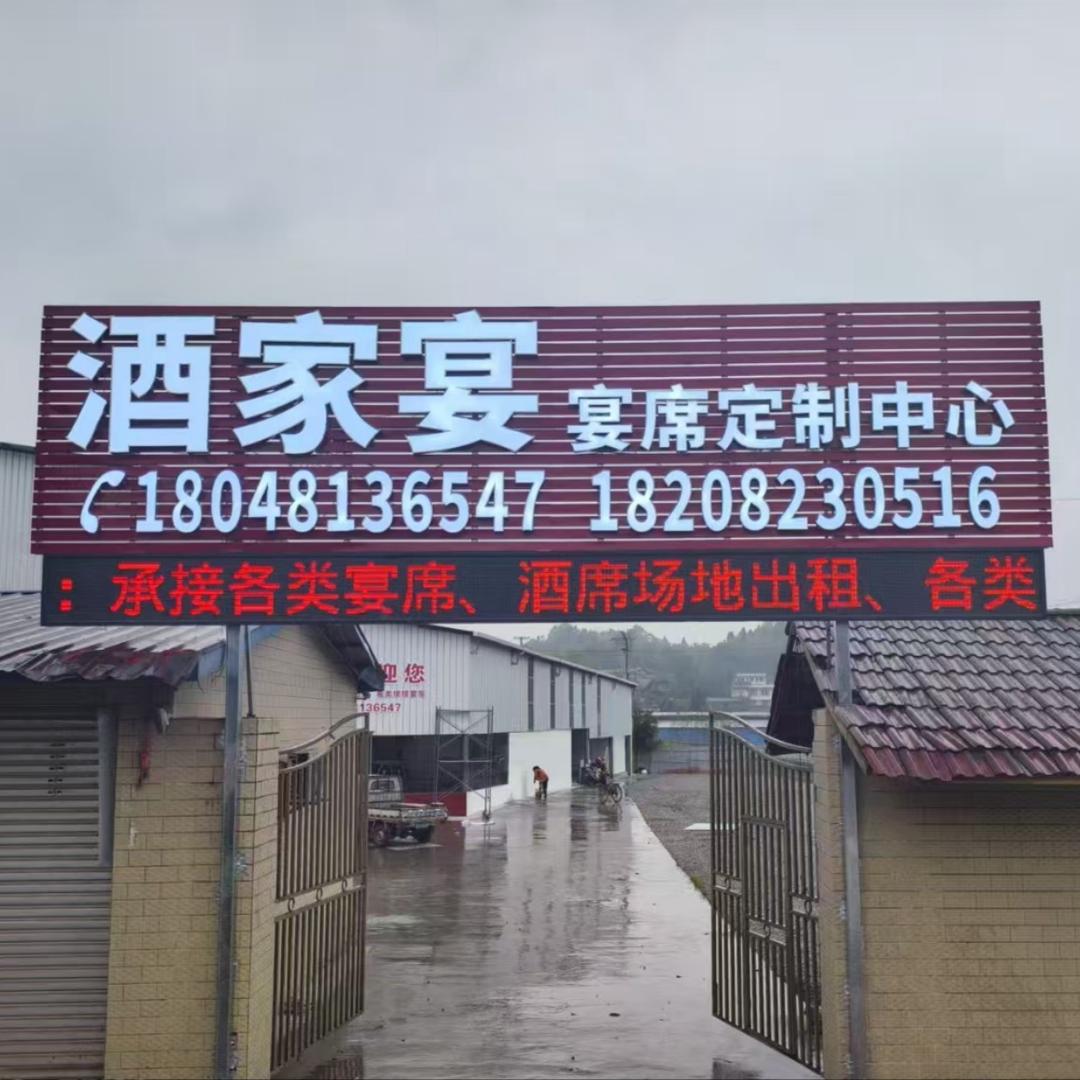 酒家宴 宴席定制中心
18048136547 18208230516
：承接各类宴席、酒席场地出租、各类
迎您
136547